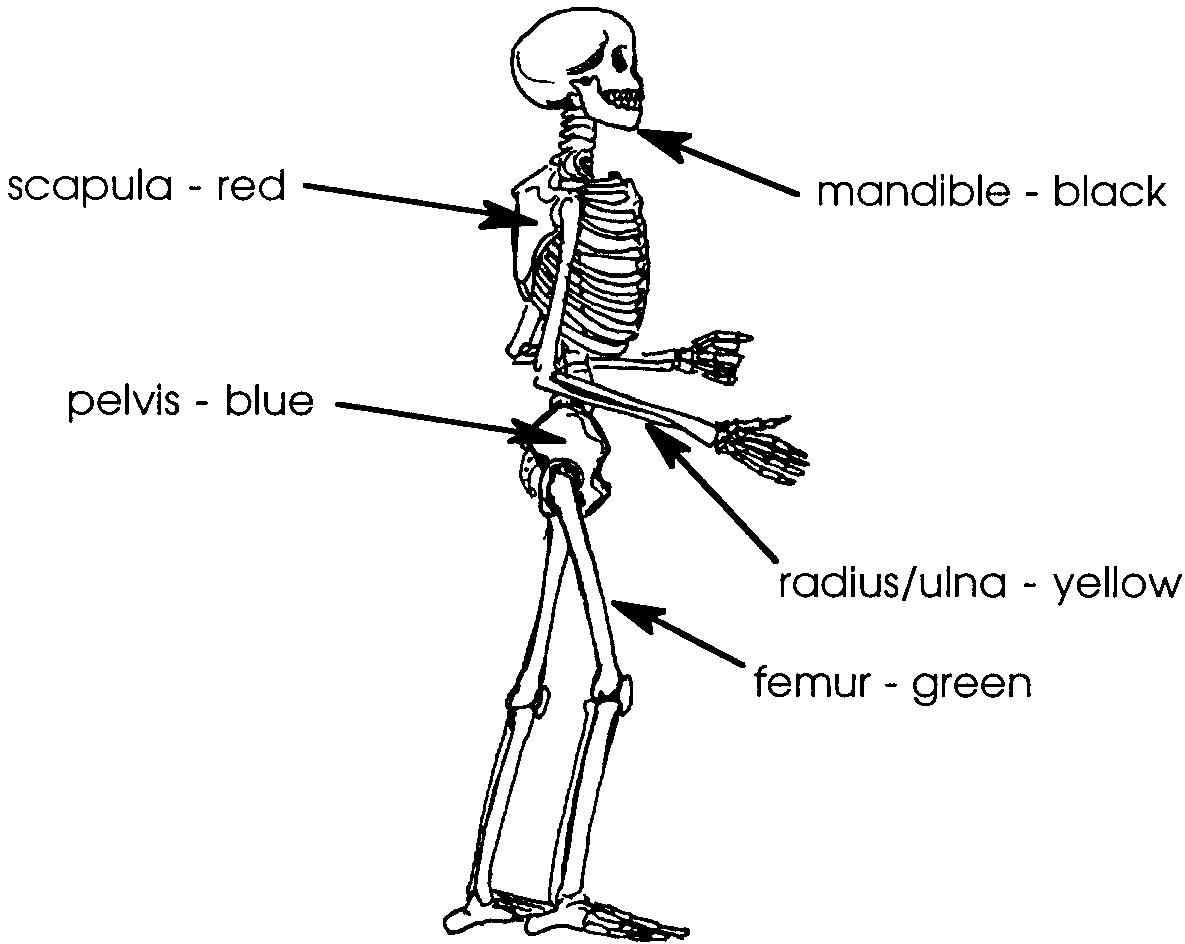 scapula - red
mandible - black
pelvis - blue
radius/ulna - yellow
femur - green